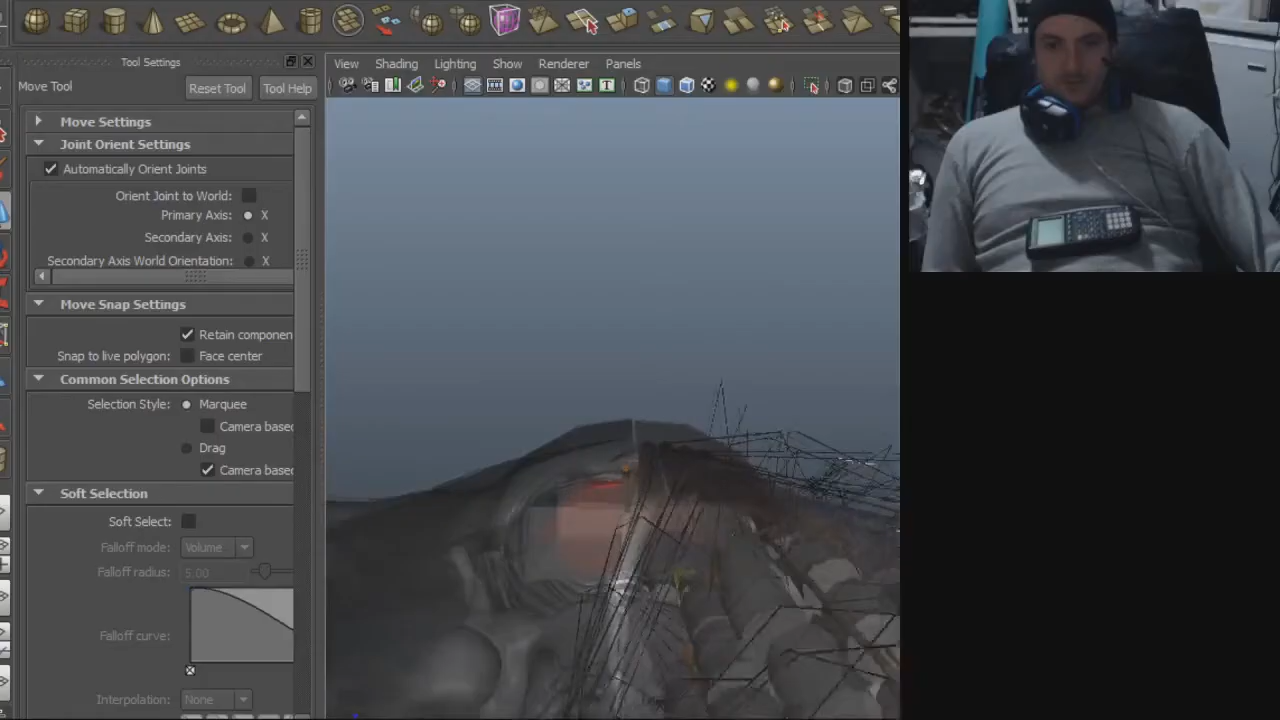 Tool Settings
Move Tool
Reset Tool
Tool Help
View Shading Lighting Show Renderer Panels
Move Settings
Joint Orient Settings
Automatically Orient Joints
Orient Joint to World:
Primary Axis: X
Secondary Axis: X
Secondary Axis World Orientation: X
Move Snap Settings
Retain componen
Snap to live polygon: Face center
Common Selection Options
Selection Style: Marquee
Camera based
Drag
Camera based
Soft Selection
Soft Select:
Falloff mode: Volume
Falloff radius: 5.00
Falloff curve:
Interpolation: None